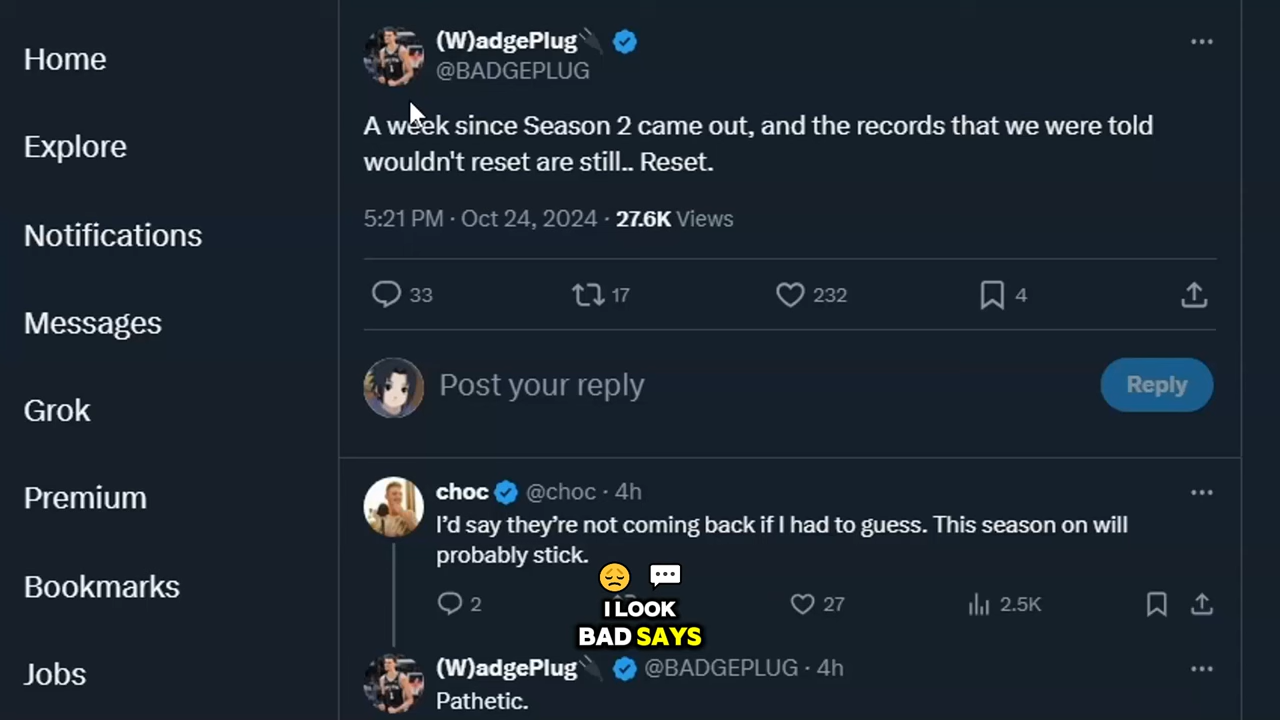 Home
Explore
Notifications
Messages
Grok
Premium
Bookmarks
Jobs
(W)adgePlug🔌
@BADGEPLUG
A week since Season 2 came out, and the records that we were told
wouldn't reset are still.. Reset.
5:21 PM · Oct 24, 2024 · 27.6K Views
33 17 232 4
Post your reply
Reply
choc @choc · 4h
I'd say they're not coming back if I had to guess. This season on will
probably stick.
2 27 2.5K
I LOOK
BAD SAYS
(W)adgePlug🔌 @BADGEPLUG · 4h
Pathetic.